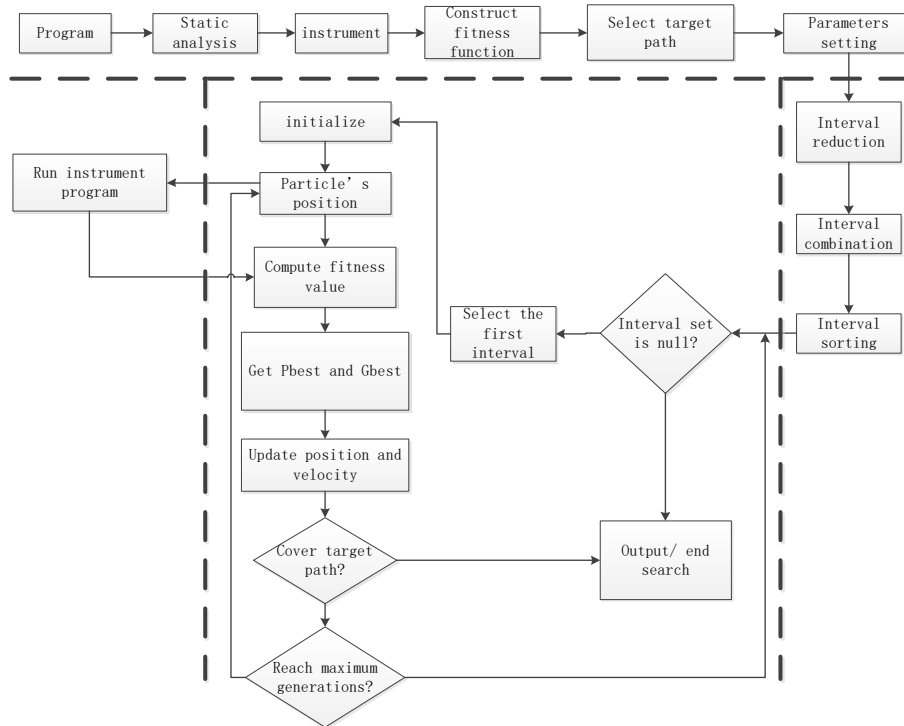 Program
Static
analysis
instrument
Construct
fitness
function
Select target
path
Parameters
setting
initialize
Interval
reduction
Run instrument
program
Particle's
position
Interval
combination
Compute fitness
value
Select the
first
interval
Interval set
is null?
Interval
sorting
Get Pbest and Gbest
Update position and
velocity
Cover target
path?
Output/ end
search
Reach maximum
generations?